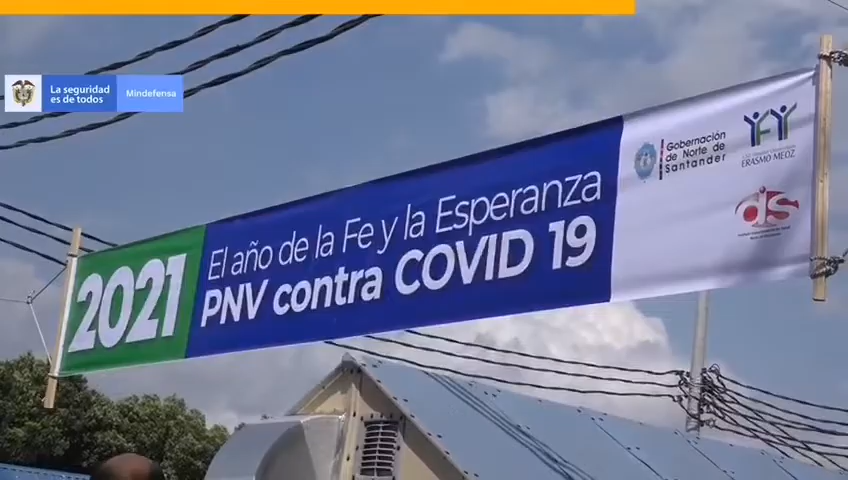 La seguridad
es de todos
Mindefensa
2021
El año de la Fe y la Esperanza
PNV contra COVID 19
Gobernación
de Norte de
Santander
ERASMO MEOZ
ds